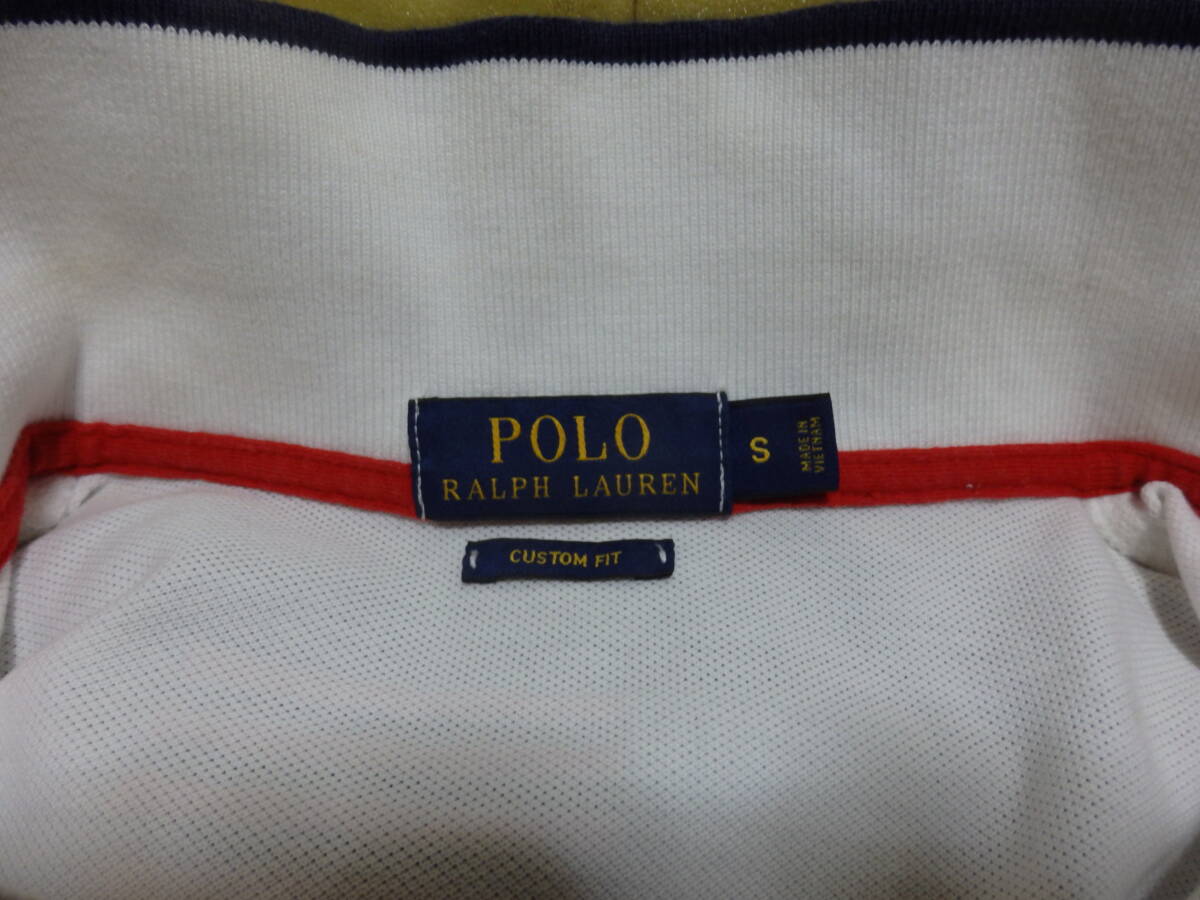 POLO
RALPH LAUREN
S
MADE IN
VIETNAM
CUSTOM FIT